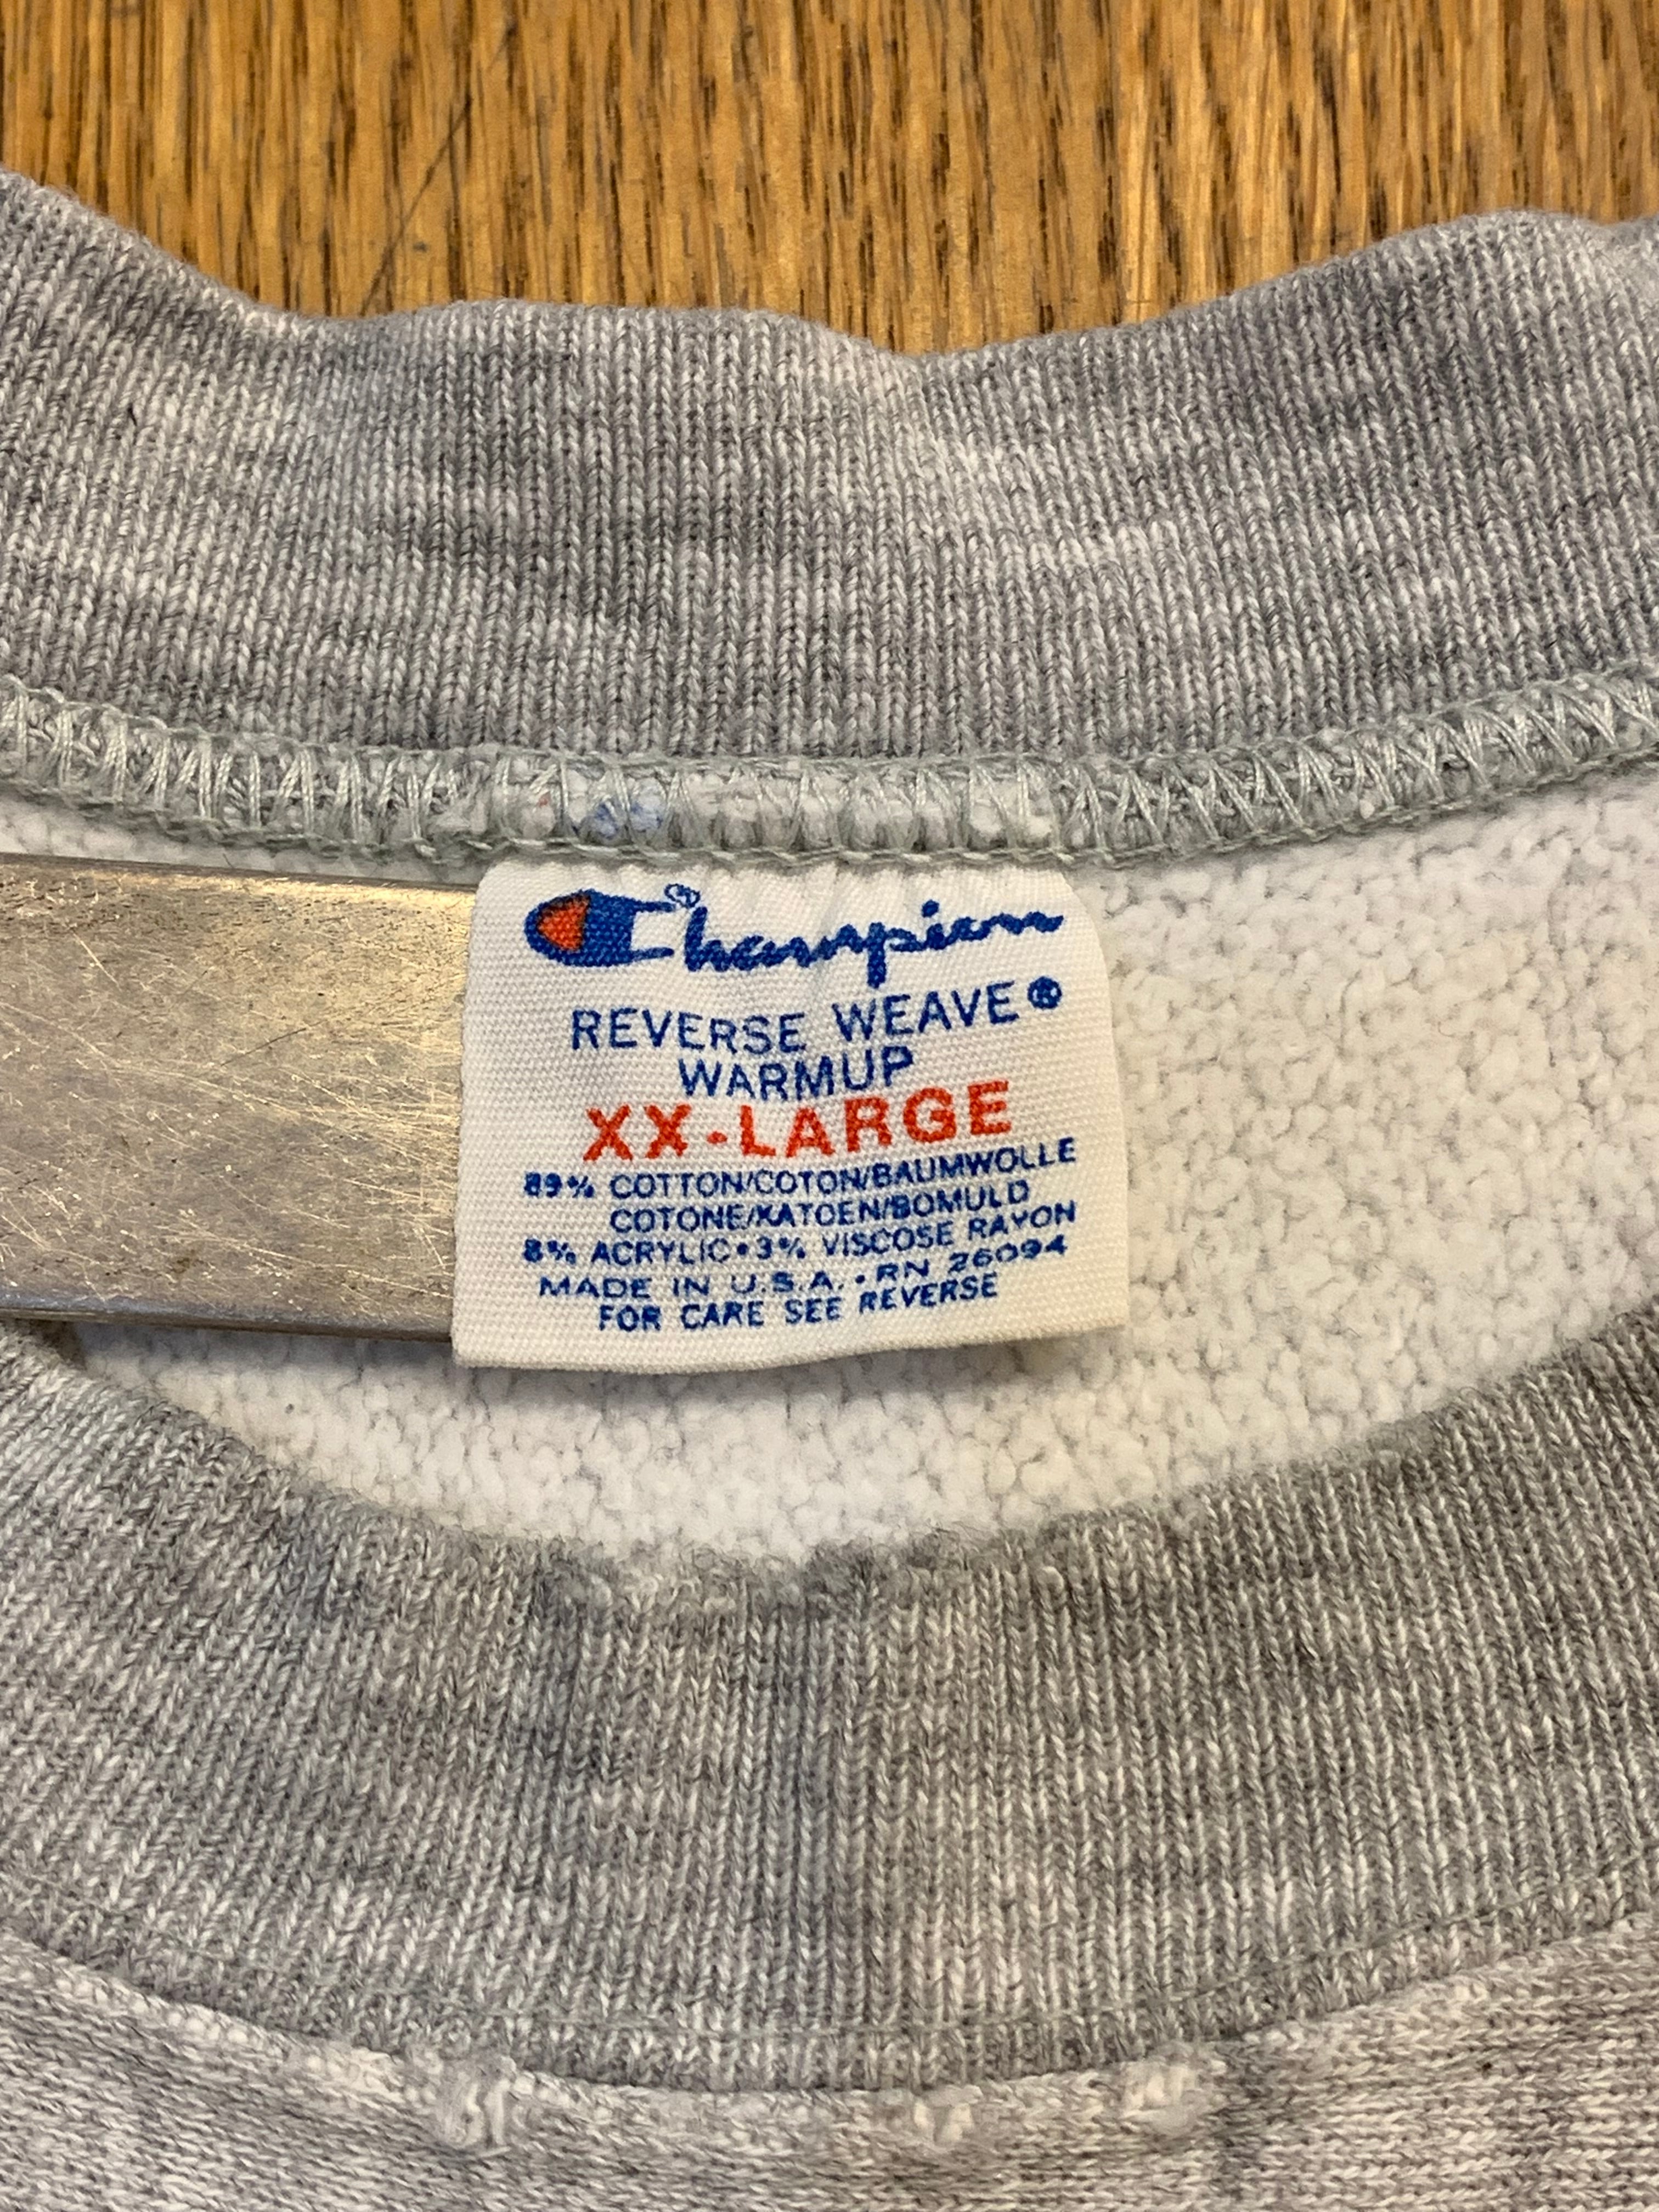 Champion®
REVERSE WEAVE®
WARMUP
XX-LARGE
89% COTTON/COTON/BAUMWOLLE
COTONE/KATOEN/BOMULD
8% ACRYLIC•3% VISCOSE RAYON
MADE IN U.S.A.•RN 26094
FOR CARE SEE REVERSE